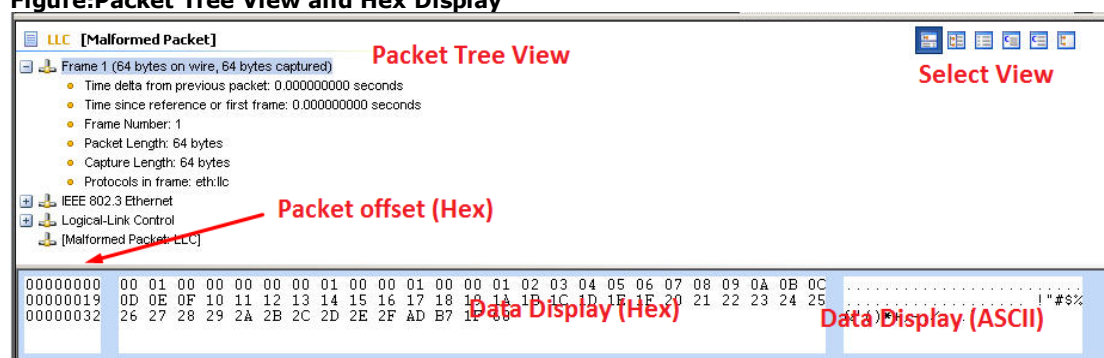 Figure:Packet Tree View and Hex Display
LLC [Malformed Packet]
Packet Tree View
Select View
Frame 1 (64 bytes on wire, 64 bytes captured)
Time delta from previous packet: 0.000000000 seconds
Time since reference or first frame: 0.000000000 seconds
Frame Number: 1
Packet Length: 64 bytes
Capture Length: 64 bytes
Protocols in frame: eth:llc
IEEE 802.3 Ethernet
Logical-Link Control
[Malformed Packet: LLC]
Packet offset (Hex)
00000000 00 01 00 00 00 00 00 01 00 00 01 00 00 01 02 03 04 05 06 07 08 09 0A 0B 0C .........................
00000019 0D 0E 0F 10 11 12 13 14 15 16 17 18 19 1A 1B 1C 1D 1E 1F 20 21 22 23 24 25 ................... !"#$%
00000032 26 27 28 29 2A 2B 2C 2D 2E 2F AD B7 1F 68
Data Display (Hex)
Data Display (ASCII)